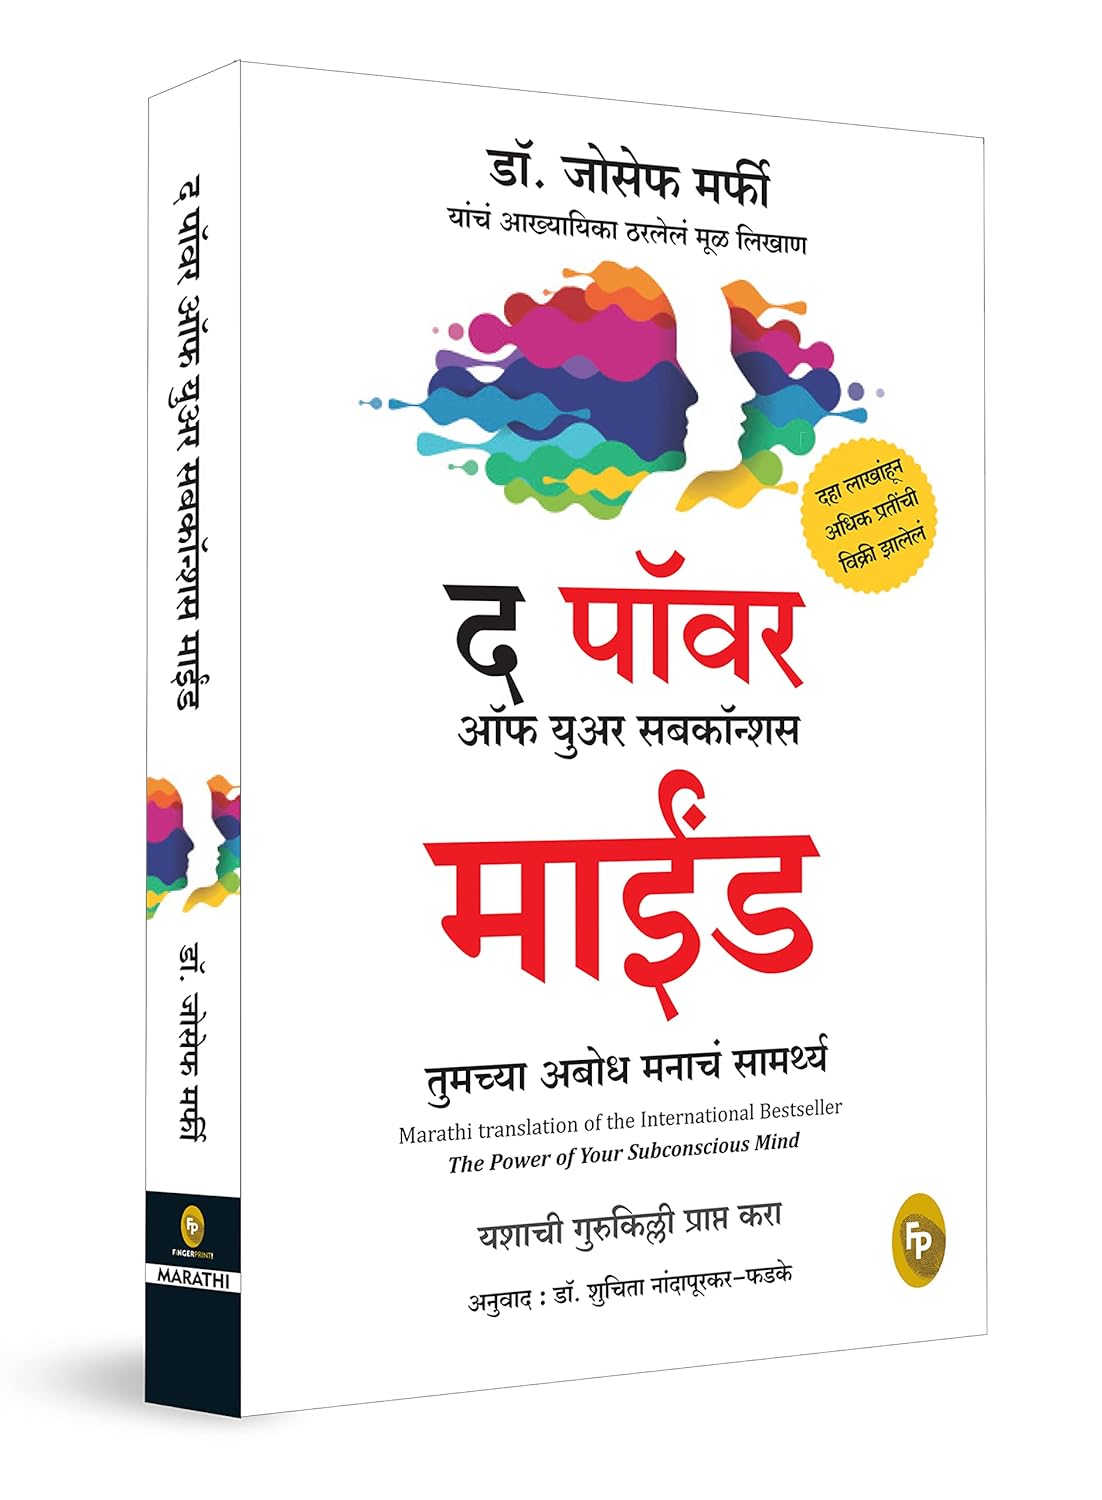 डॉ. जोसेफ मर्फी
यांचं आख्यायिका ठरलेलं मूळ लिखाण
दहा लाखांहून
अधिक प्रतींची
विक्री झालेलं
द पॉवर
ऑफ युअर सबकॉन्शस
माईंड
तुमच्या अबोध मनाचं सामर्थ्य
Marathi translation of the International Bestseller
The Power of Your Subconscious Mind
यशाची गुरुकिल्ली प्राप्त करा
अनुवाद : डॉ. शुचिता नांदापूरकर-फडके
FP
द पॉवर ऑफ युअर सबकॉन्शस माईंड
डॉ. जोसेफ मर्फी
FP
FINGERPRINT!
MARATHI